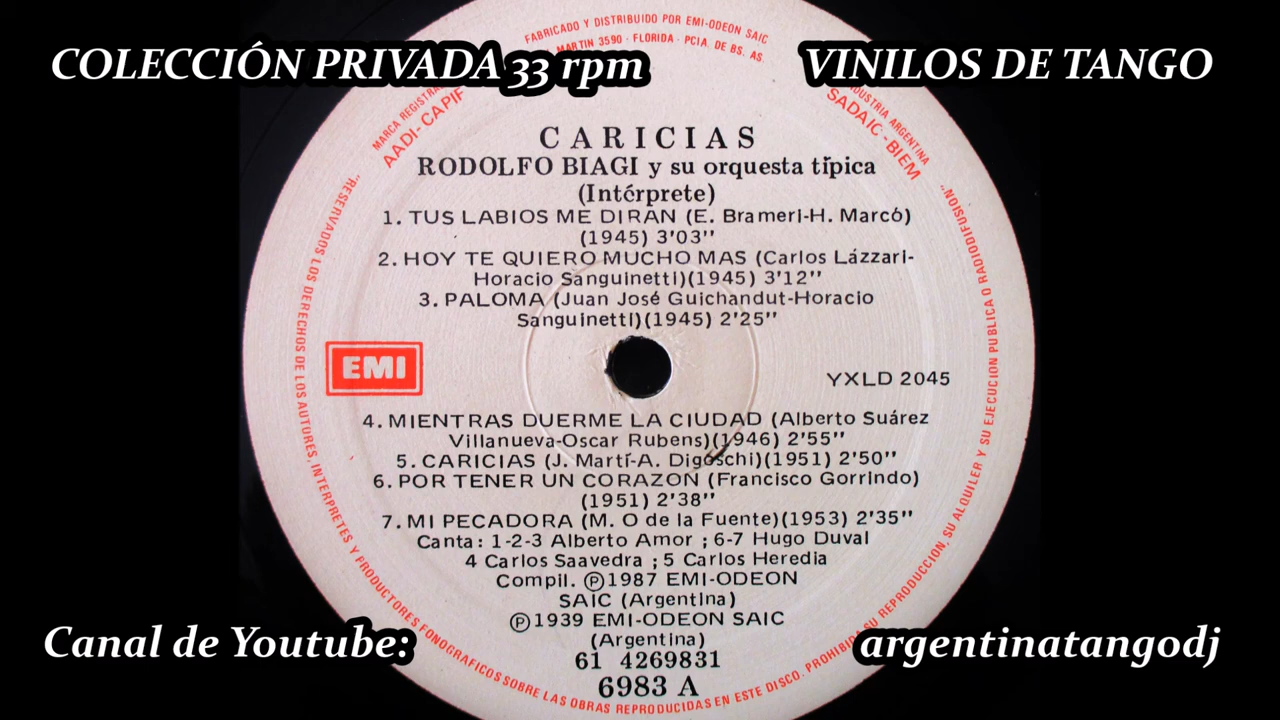 COLECCIÓN PRIVADA 33 rpm
VINILOS DE TANGO
FABRICADO Y DISTRIBUIDO POR EMI-ODEON SAIC
MARTIN 3590 - FLORIDA - PCIA. DE BS. AS
MARCA REGISTRA
AADI-CAPIF
INDUSTRIA ARGENTINA
SADAIC-BIEM
CARICIAS
RODOLFO BIAGI y su orquesta típica
(Intérprete)
1. TUS LABIOS ME DIRAN (E. Brameri-H. Marcó)
(1945) 3'03''
2. HOY TE QUIERO MUCHO MAS (Carlos Lázzari-
Horacio Sanguinetti)(1945) 3'12''
3. PALOMA (Juan José Guichandut-Horacio
Sanguinetti)(1945) 2'25''
EMI
YXLD 2045
4. MIENTRAS DUERME LA CIUDAD (Alberto Suárez
Villanueva-Oscar Rubens)(1946) 2'55''
5. CARICIAS (J. Martí-A. Digoschi)(1951) 2'50''
6. POR TENER UN CORAZON (Francisco Gorrindo)
(1951) 2'38''
7. MI PECADORA (M. O de la Fuente)(1953) 2'35''
Canta: 1-2-3 Alberto Amor ; 6-7 Hugo Duval
4 Carlos Saavedra ; 5 Carlos Heredia
Compil. Ⓟ1987 EMI-ODEON
SAIC (Argentina)
Ⓟ1939 EMI-ODEON SAIC
(Argentina)
61 4269831
6983 A
"RESERVADOS LOS DERECHOS DE LOS AUTORES, INTERPRETES Y PRODUCTORES FONOGRAFICOS SOBRE LAS OBRAS REPRODUCIDAS EN ESTE DISCO. PROHIBIDO SU REPRODUCCION, SU ALQUILER Y SU EJECUCION PUBLICA O RADIODIFUSION"
Canal de Youtube:
argentinatangodj